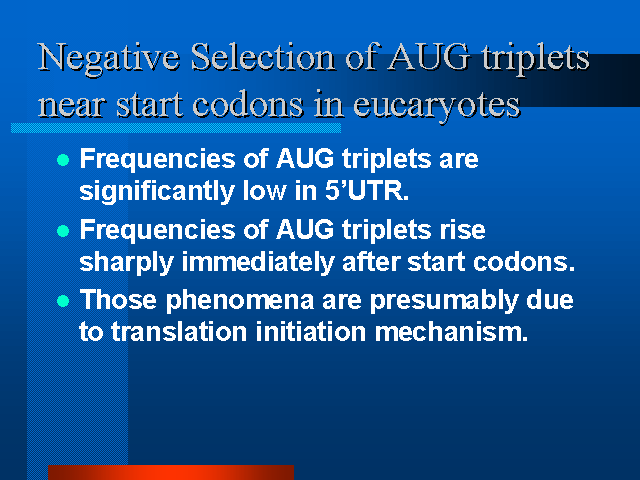 Negative Selection of AUG triplets
near start codons in eucaryotes
Frequencies of AUG triplets are
significantly low in 5’UTR.
Frequencies of AUG triplets rise
sharply immediately after start codons.
Those phenomena are presumably due
to translation initiation mechanism.